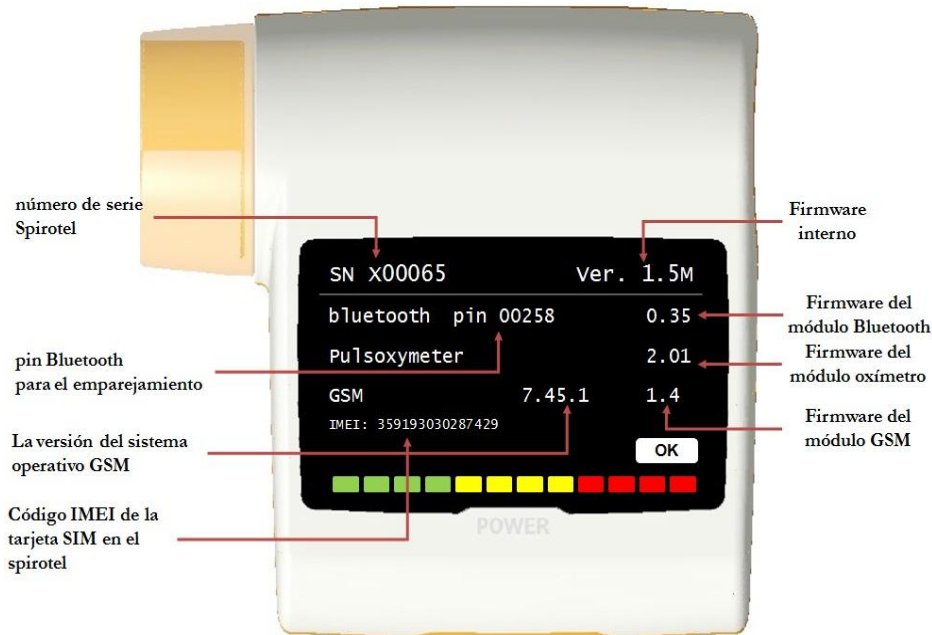 número de serie
Spirotel
Firmware
interno
SN X00065 Ver. 1.5M
bluetooth pin 00258 0.35
Firmware del
módulo Bluetooth
Pulsoxymeter 2.01
Firmware del
módulo oxímetro
pin Bluetooth
para el emparejamiento
GSM 7.45.1 1.4
IMEI: 359193030287429
Firmware del
módulo GSM
La versión del sistema
operativo GSM
OK
Código IMEI de la
tarjeta SIM en el
spirotel
POWER